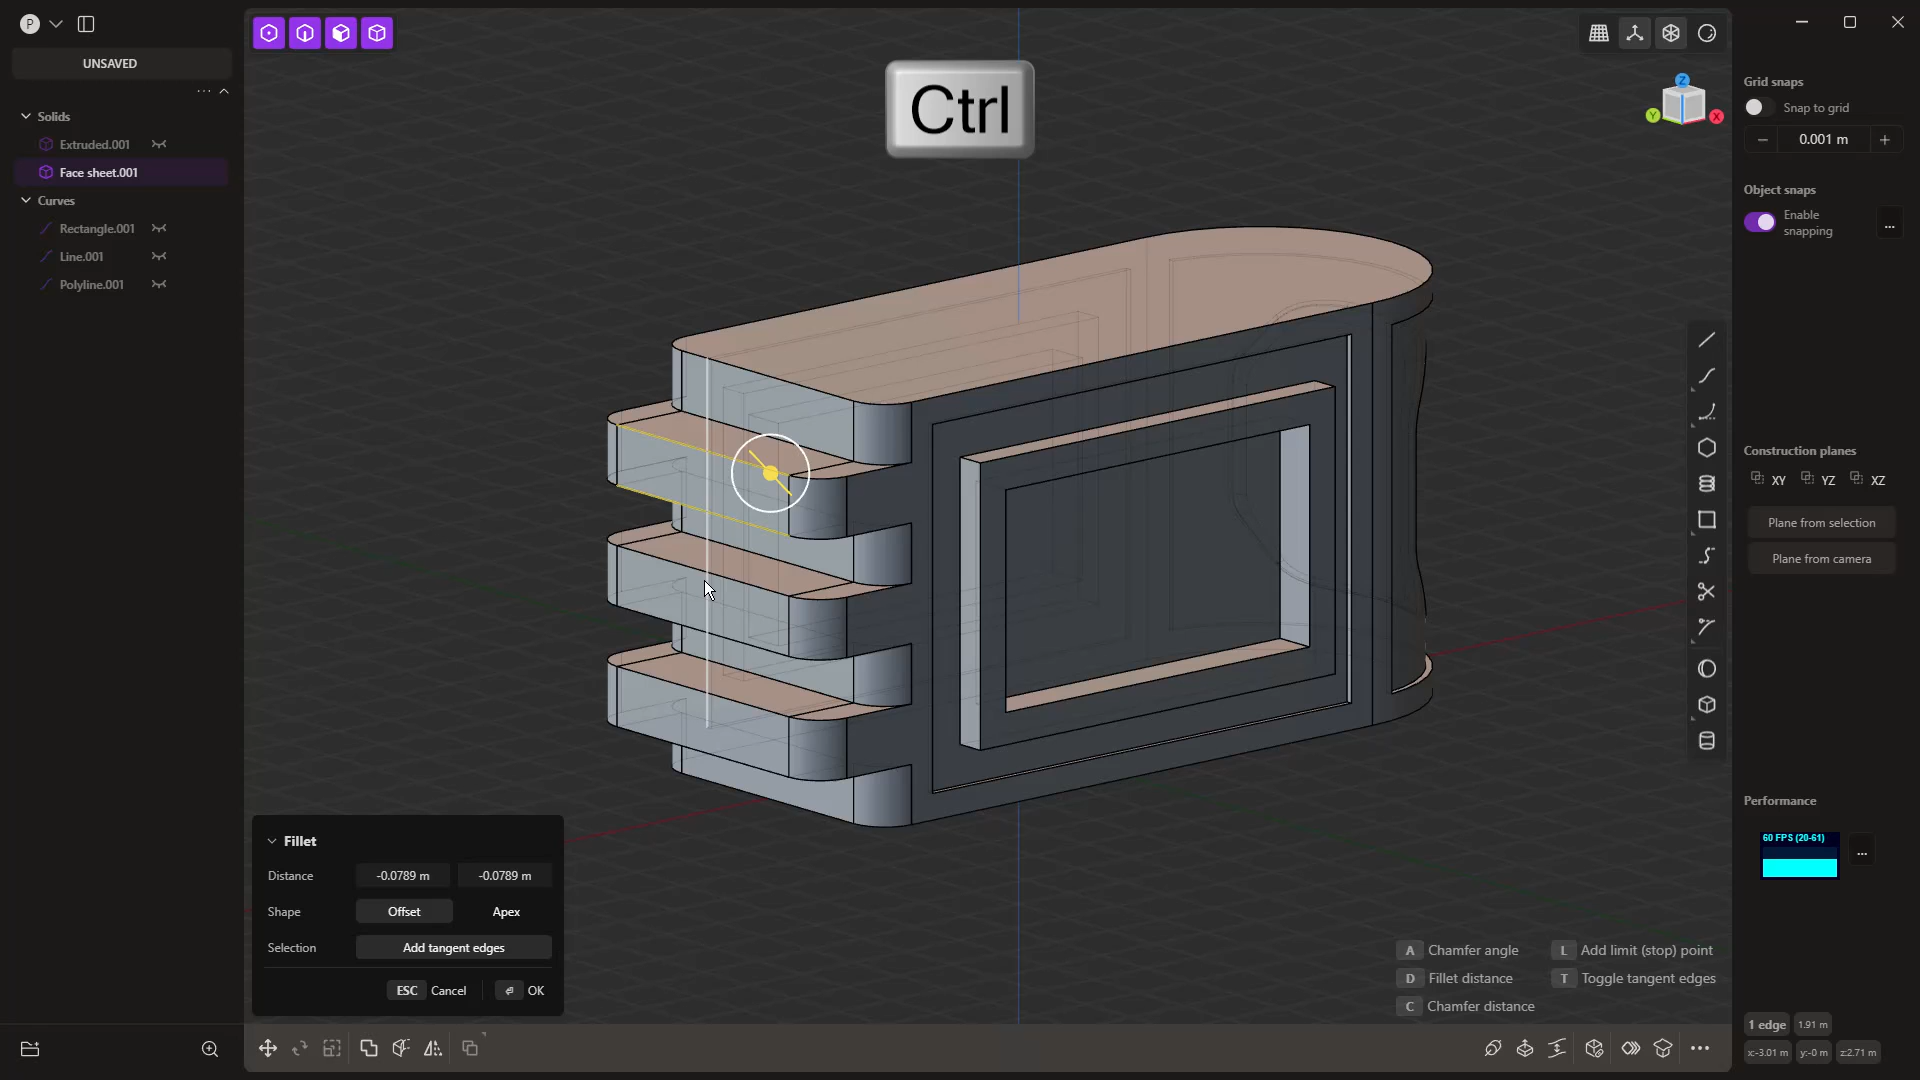 P
UNSAVED
...
Solids
Extruded.001
Face sheet.001
Curves
Rectangle.001
Line.001
Polyline.001
Ctrl
Z
Y
X
Grid snaps
Snap to grid
− 0.001 m +
Object snaps
Enable snapping
...
Construction planes
XY YZ XZ
Plane from selection
Plane from camera
Performance
60 FPS (20-61)
...
Fillet
Distance -0.0789 m -0.0789 m
Shape Offset Apex
Selection Add tangent edges
ESC Cancel OK
A Chamfer angle L Add limit (stop) point
D Fillet distance T Toggle tangent edges
C Chamfer distance
1 edge 1.91 m
x:-3.01 m y:-0 m z:2.71 m